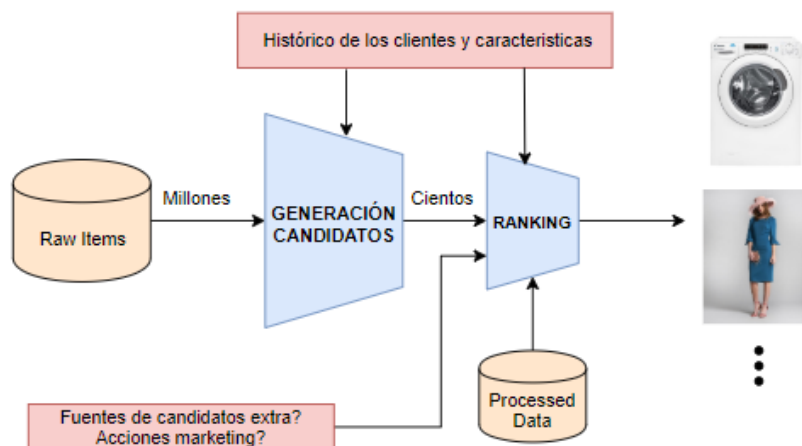 Histórico de los clientes y caracteristicas
Millones
Raw Items
GENERACIÓN
CANDIDATOS
Cientos
RANKING
Processed
Data
Fuentes de candidatos extra?
Acciones marketing?